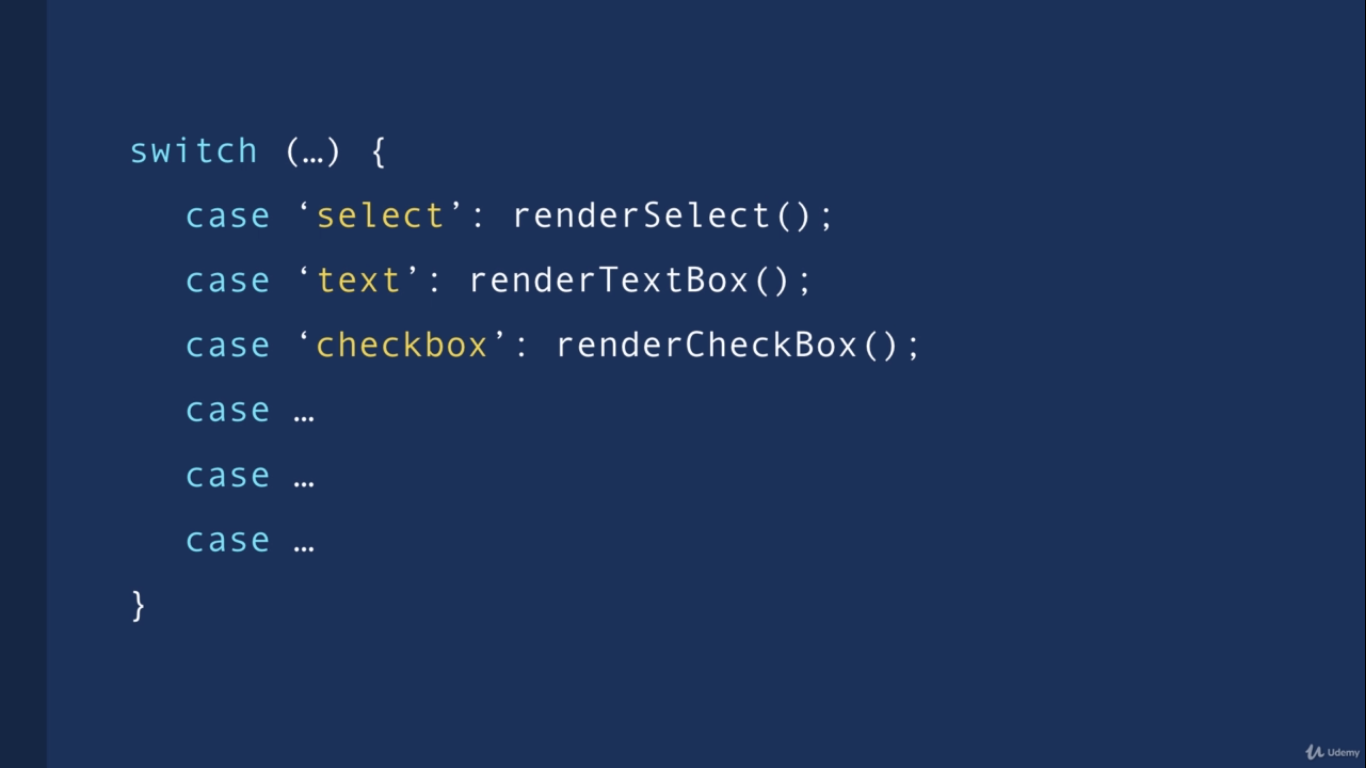 switch (…) {
case ‘select’: renderSelect();
case ‘text’: renderTextBox();
case ‘checkbox’: renderCheckBox();
case …
case …
case …
}
Udemy